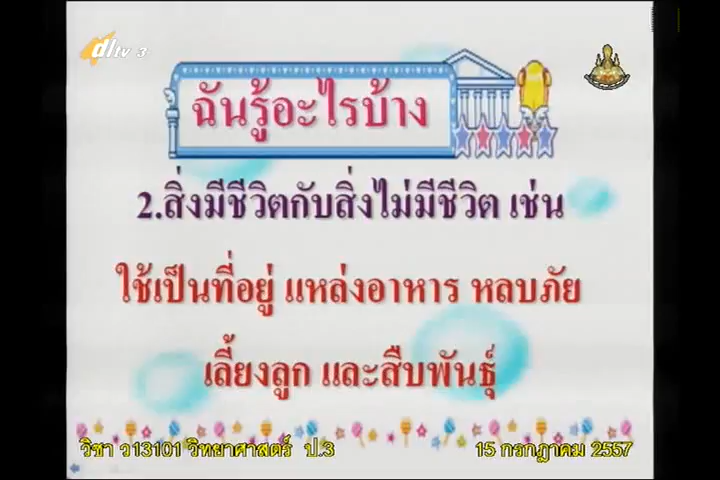 dltv 3
ฉันรู้อะไรบ้าง
2.สิ่งมีชีวิตกับสิ่งไม่มีชีวิต เช่น
ใช้เป็นที่อยู่ แหล่งอาหาร หลบภัย
เลี้ยงลูก และสืบพันธุ์
วิชา ว13101 วิทยาศาสตร์ ป.3
15 กรกฎาคม 2557